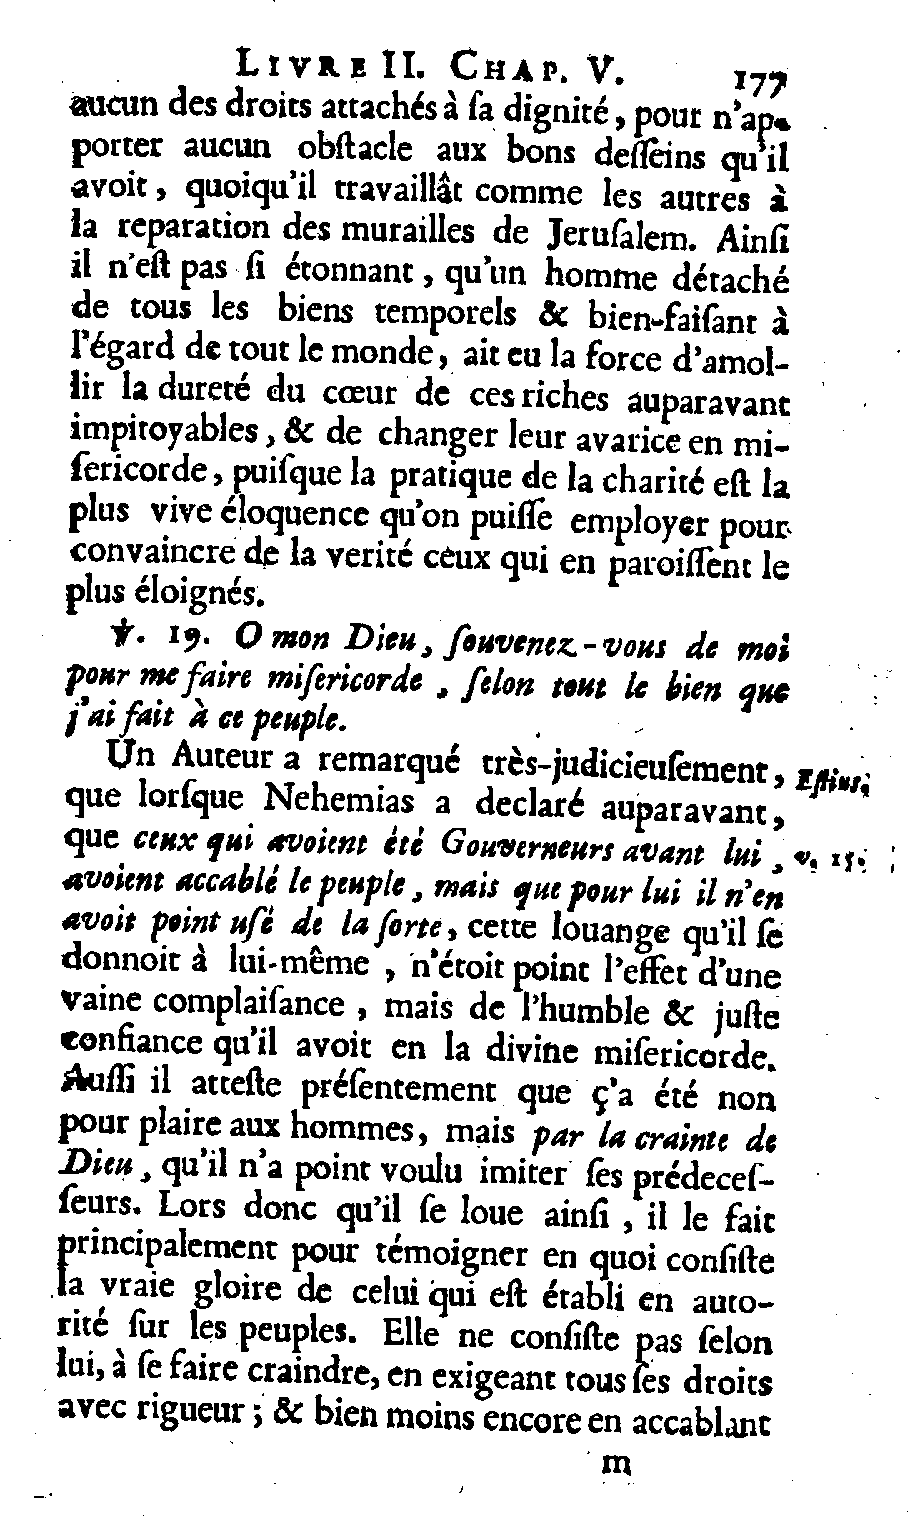 LIVRE II. CHAP. V. 177
aucun des droits attachés à ſa dignité, pour n'ap-
porter aucun obſtacle aux bons deſſeins qu'il
avoit, quoiqu'il travaillât comme les autres à
la reparation des murailles de Jeruſalem. Ainſi
il n'eſt pas ſi étonnant, qu'un homme détaché
de tous les biens temporels & bien-faiſant à
l'égard de tout le monde, ait eu la force d'amol-
lir la dureté du cœur de ces riches auparavant
impitoyables, & de changer leur avarice en mi-
ſericorde, puiſque la pratique de la charité eſt la
plus vive éloquence qu'on puiſſe employer pour
convaincre de la verité ceux qui en paroiſſent le
plus éloignés.
℣. 19. O mon Dieu, ſouvenez-vous de moi
pour me faire miſericorde, ſelon tout le bien que
j'ai fait à ce peuple.
Un Auteur a remarqué très-judicieuſement, Eſtius,
que lorſque Nehemias a declaré auparavant,
que ceux qui avoient été Gouverneurs avant lui, v. 15.
avoient accablé le peuple, mais que pour lui il n'en
avoit point uſé de la ſorte, cette louange qu'il ſe
donnoit à lui-même, n'étoit point l'effet d'une
vaine complaiſance, mais de l'humble & juſte
confiance qu'il avoit en la divine miſericorde.
Auſſi il atteſte préſentement que ç'a été non
pour plaire aux hommes, mais par la crainte de
Dieu, qu'il n'a point voulu imiter ſes prédeceſ-
ſeurs. Lors donc qu'il ſe loue ainſi, il le fait
principalement pour témoigner en quoi conſiſte
la vraie gloire de celui qui eſt établi en auto-
rité ſur les peuples. Elle ne conſiſte pas ſelon
lui, à ſe faire craindre, en exigeant tous ſes droits
avec rigueur; & bien moins encore en accablant
m